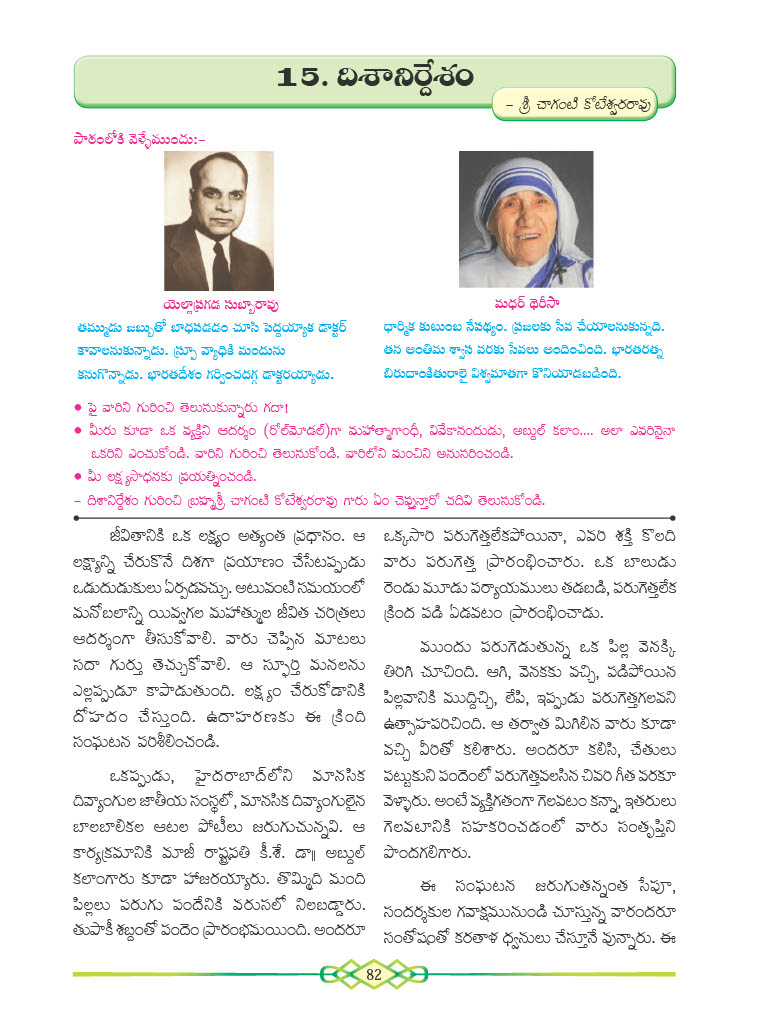 15. దిశానిర్దేశం
– శ్రీ చాగంటి కోటేశ్వరరావు
పాఠంలోకి వెళ్ళేముందు:–
యెల్లాప్రగడ సుబ్బారావు
తమ్ముడు జబ్బుతో బాధపడడం చూసి పెద్దయ్యాక డాక్టర్
కావాలనుకున్నాడు. స్ప్రూ వ్యాధికి మందును
కనుగొన్నాడు. భారతదేశం గర్వించదగ్గ డాక్టరయ్యాడు.
మధర్ థెరీసా
ధార్మిక కుటుంబ నేపథ్యం. ప్రజలకు సేవ చేయాలనుకున్నది.
తన అంతిమ శ్వాస వరకు సేవలు అందించింది. భారతరత్న
బిరుదాంకితురాలై విశ్వమాతగా కొనియాడబడింది.
● పై వారిని గురించి తెలుసుకున్నారు గదా!
● మీరు కూడా ఒక వ్యక్తిని ఆదర్శం (రోల్‌మోడల్)గా మహాత్మాగాంధీ, వివేకానందుడు, అబ్దుల్ కలాం.... అలా ఎవరినైనా
ఒకరిని ఎంచుకోండి. వారిని గురించి తెలుసుకోండి. వారిలోని మంచిని అనుసరించండి.
● మీ లక్ష్యసాధనకు ప్రయత్నించండి.
– దిశానిర్దేశం గురించి బ్రహ్మశ్రీ చాగంటి కోటేశ్వరరావు గారు ఏం చెప్తున్నారో చదివి తెలుసుకోండి.
జీవితానికి ఒక లక్ష్యం అత్యంత ప్రధానం. ఆ
లక్ష్యాన్ని చేరుకొనే దిశగా ప్రయాణం చేసేటప్పుడు
ఒడుదుడుకులు ఏర్పడవచ్చు. అటువంటి సమయంలో
మనోబలాన్ని యివ్వగల మహాత్ముల జీవిత చరిత్రలు
ఆదర్శంగా తీసుకోవాలి. వారు చెప్పిన మాటలు
సదా గుర్తు తెచ్చుకోవాలి. ఆ స్ఫూర్తి మనలను
ఎల్లప్పుడూ కాపాడుతుంది. లక్ష్యం చేరుకోడానికి
దోహదం చేస్తుంది. ఉదాహరణకు ఈ క్రింది
సంఘటన పరిశీలించండి.
ఒకప్పుడు, హైదరాబాద్‌లోని మానసిక
దివ్యాంగుల జాతీయ సంస్థలో, మానసిక దివ్యాంగులైన
బాలబాలికల ఆటల పోటీలు జరుగుచున్నవి. ఆ
కార్యక్రమానికి మాజీ రాష్ట్రపతి కీ.శే. డా॥ అబ్దుల్
కలాంగారు కూడా హాజరయ్యారు. తొమ్మిది మంది
పిల్లలు పరుగు పందేనికి వరుసలో నిలబడ్డారు.
తుపాకీ శబ్దంతో పందెం ప్రారంభమయింది. అందరూ
ఒక్కసారి పరుగెత్తలేకపోయినా, ఎవరి శక్తి కొలది
వారు పరుగెత్త ప్రారంభించారు. ఒక బాలుడు
రెండు మూడు పర్యాయములు తడబడి, పరుగెత్తలేక
క్రింద పడి ఏడవటం ప్రారంభించాడు.
ముందు పరుగెడుతున్న ఒక పిల్ల వెనక్కి
తిరిగి చూచింది. ఆగి, వెనకకు వచ్చి, పడిపోయిన
పిల్లవానికి ముద్దిచ్చి, లేపి, ఇప్పుడు పరుగెత్తగలవని
ఉత్సాహపరిచింది. ఆ తర్వాత మిగిలిన వారు కూడా
వచ్చి వీరితో కలిశారు. అందరూ కలిసి, చేతులు
పట్టుకుని పందెంలో పరుగెత్తవలసిన చివరి గీత వరకూ
వెళ్ళారు. అంటే వ్యక్తిగతంగా గెలవటం కన్నా, ఇతరులు
గెలవటానికి సహకరించడంలో వారు సంతృప్తిని
పొందగలిగారు.
ఈ సంఘటన జరుగుతన్నంత సేపూ,
సందర్శకుల గవాక్షమునుండి చూస్తున్న వారందరూ
సంతోషంతో కరతాళ ధ్వనులు చేస్తూనే వున్నారు. ఈ
82